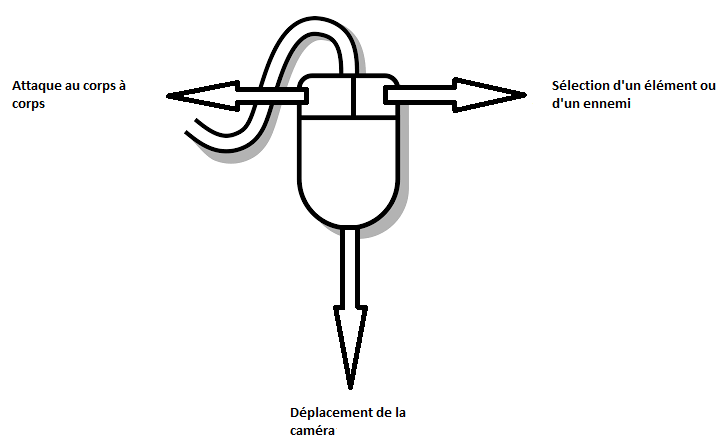 Attaque au corps à
corps
Sélection d'un élément ou
d'un ennemi
Déplacement de la
caméra